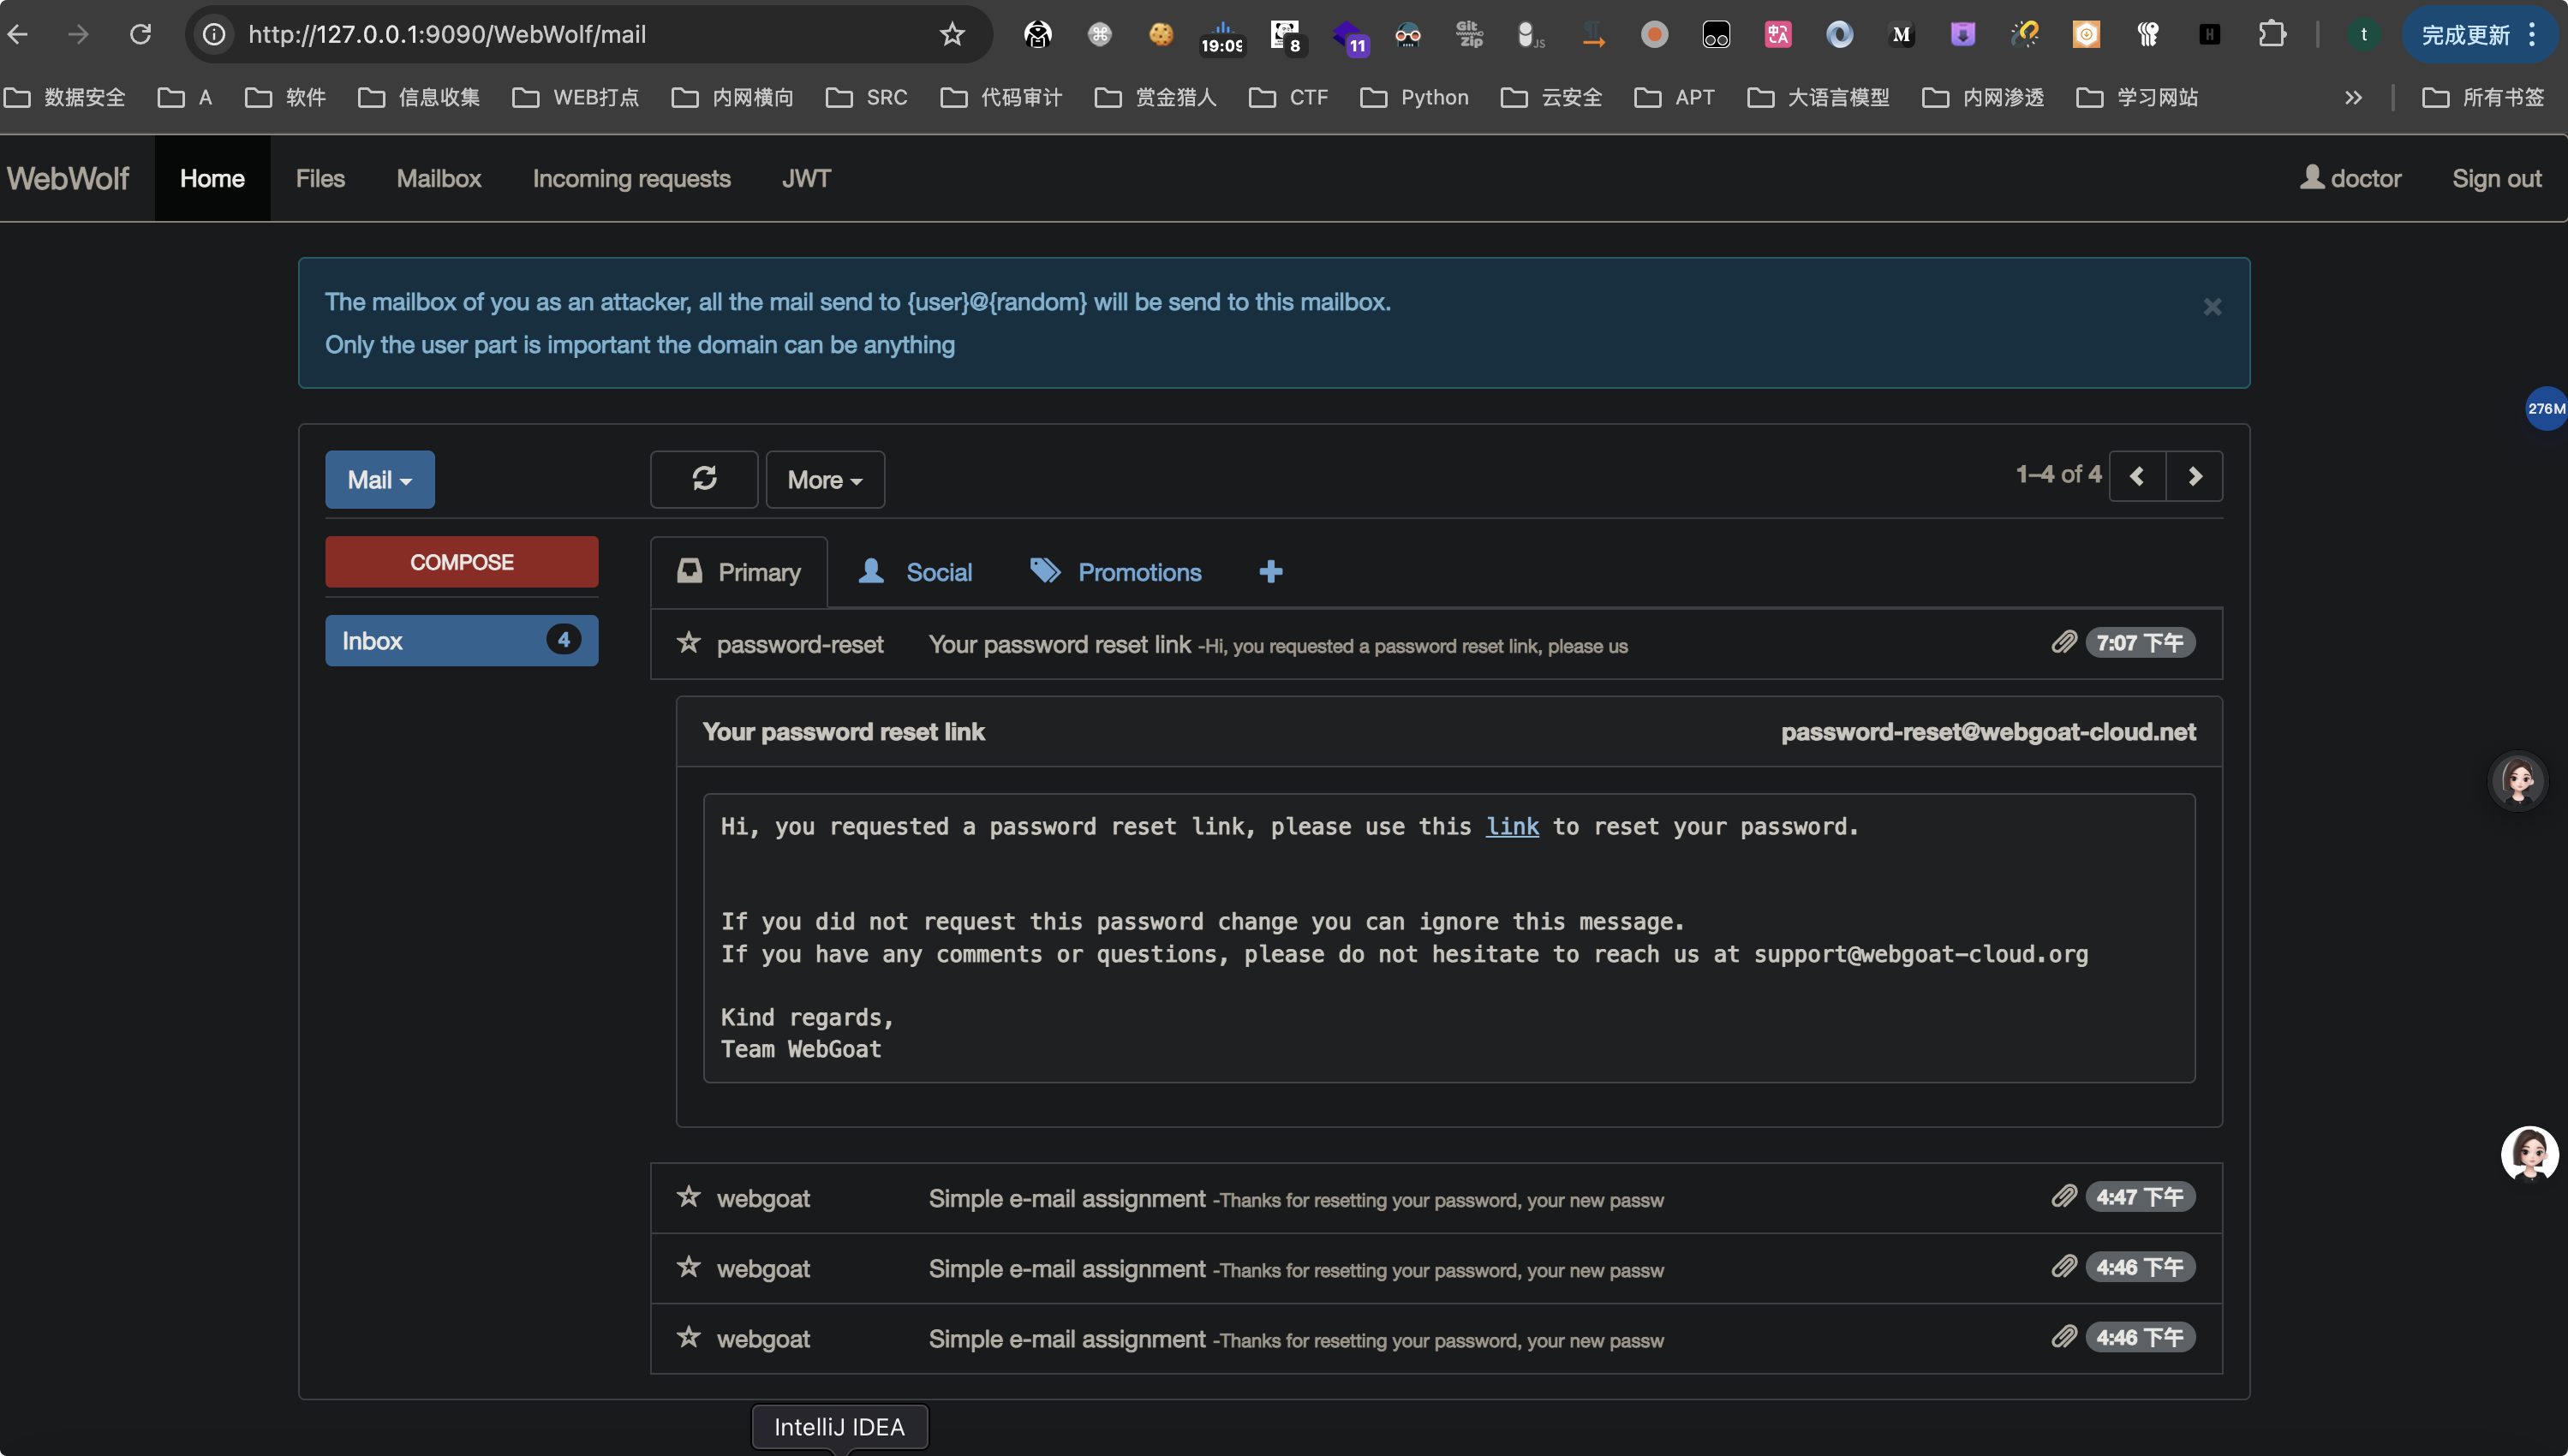 http://127.0.0.1:9090/WebWolf/mail
19:09
8
11
Git Zip
JS
中A
M
H
t
完成更新
数据安全 A 软件 信息收集 WEB打点 内网横向 SRC 代码审计 赏金猎人 CTF Python 云安全 APT 大语言模型 内网渗透 学习网站 » 所有书签
WebWolf Home Files Mailbox Incoming requests JWT doctor Sign out
The mailbox of you as an attacker, all the mail send to {user}@{random} will be send to this mailbox.
Only the user part is important the domain can be anything
276M
Mail More 1–4 of 4
COMPOSE
Primary Social Promotions
Inbox 4
password-reset Your password reset link -Hi, you requested a password reset link, please us 7:07 下午
Your password reset link password-reset@webgoat-cloud.net
Hi, you requested a password reset link, please use this link to reset your password.
If you did not request this password change you can ignore this message.
If you have any comments or questions, please do not hesitate to reach us at support@webgoat-cloud.org
Kind regards,
Team WebGoat
webgoat Simple e-mail assignment -Thanks for resetting your password, your new passw 4:47 下午
webgoat Simple e-mail assignment -Thanks for resetting your password, your new passw 4:46 下午
webgoat Simple e-mail assignment -Thanks for resetting your password, your new passw 4:46 下午
IntelliJ IDEA